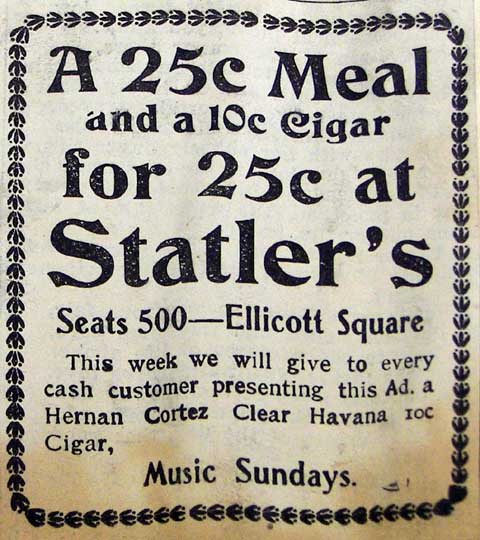 A 25c Meal
and a 10c Cigar
for 25c at
Statler's
Seats 500—Ellicott Square
This week we will give to every
cash customer presenting this Ad. a
Hernan Cortez Clear Havana 10c
Cigar,
Music Sundays.